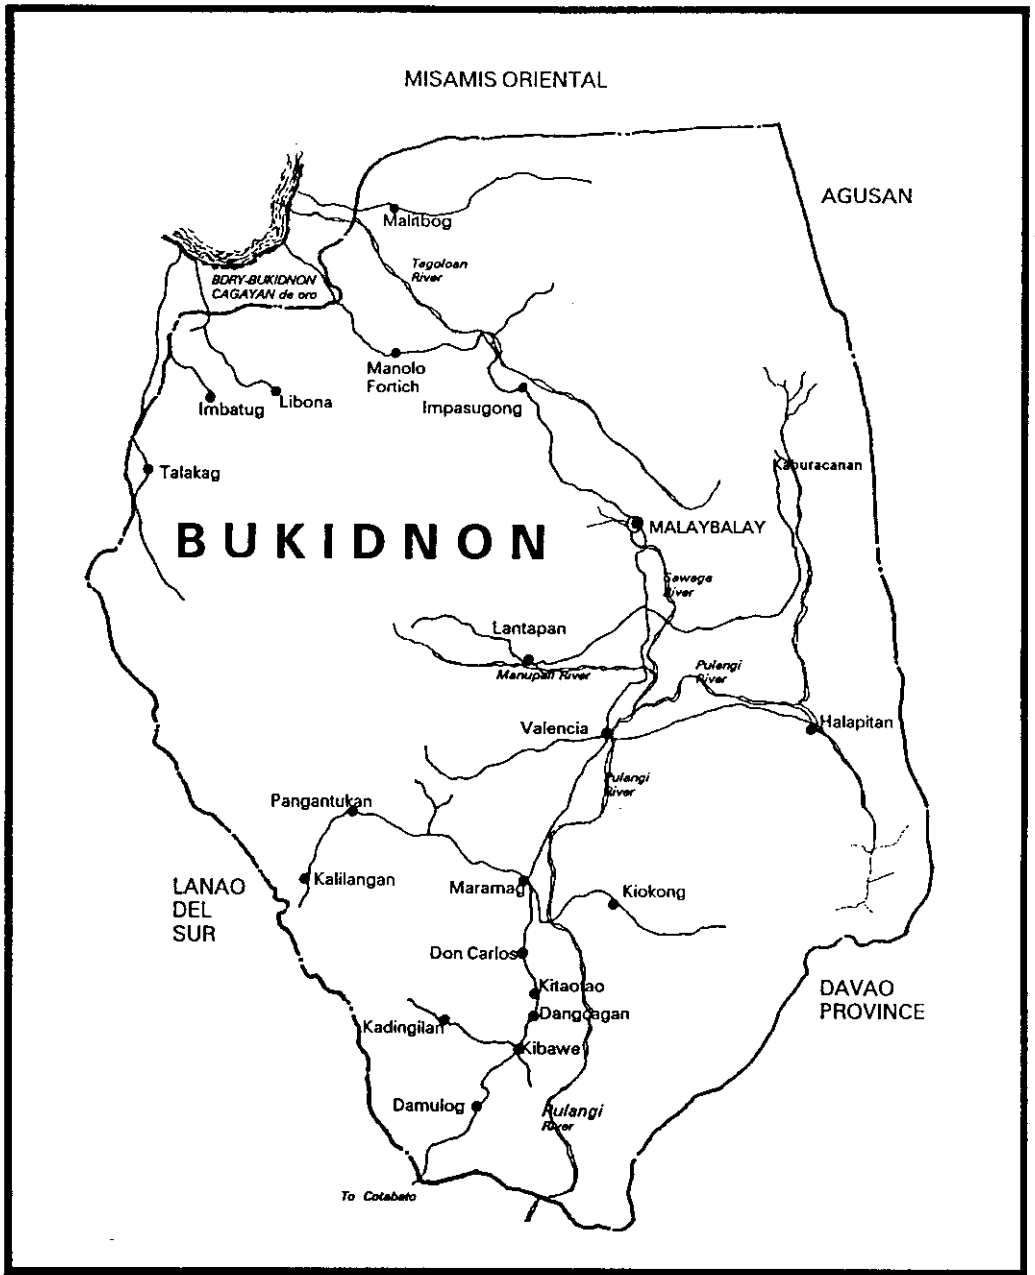 MISAMIS ORIENTAL
AGUSAN
Malitbog
Tagoloan
River
BDRY-BUKIDNON
CAGAYAN de oro
Manolo
Fortich
Imbatug
Libona
Impasugong
Talakag
Kaburacanan
MALAYBALAY
BUKIDNON
Sawaga
River
Lantapan
Manupali River
Pulangi
River
Valencia
Halapitan
Pulangi
River
Pangantukan
Kalilangan
Maramag
Kiokong
LANAO
DEL
SUR
Don Carlos
Kitaotao
DAVAO
PROVINCE
Dangcagan
Kadingilan
Kibawe
Damulog
Pulangi
River
To Cotabato